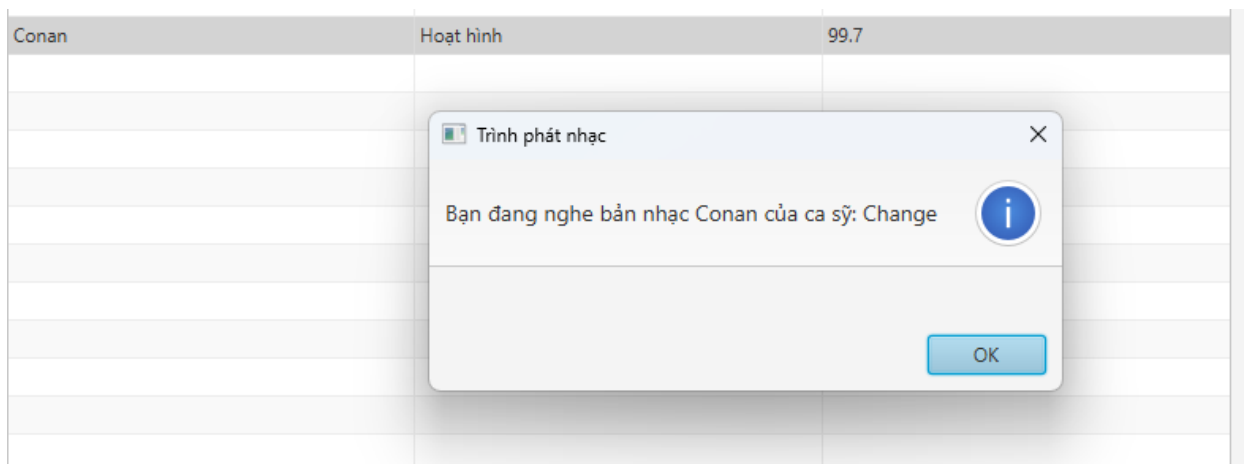 Conan Hoạt hình 99.7
Trình phát nhạc
Bạn đang nghe bản nhạc Conan của ca sỹ: Change
OK